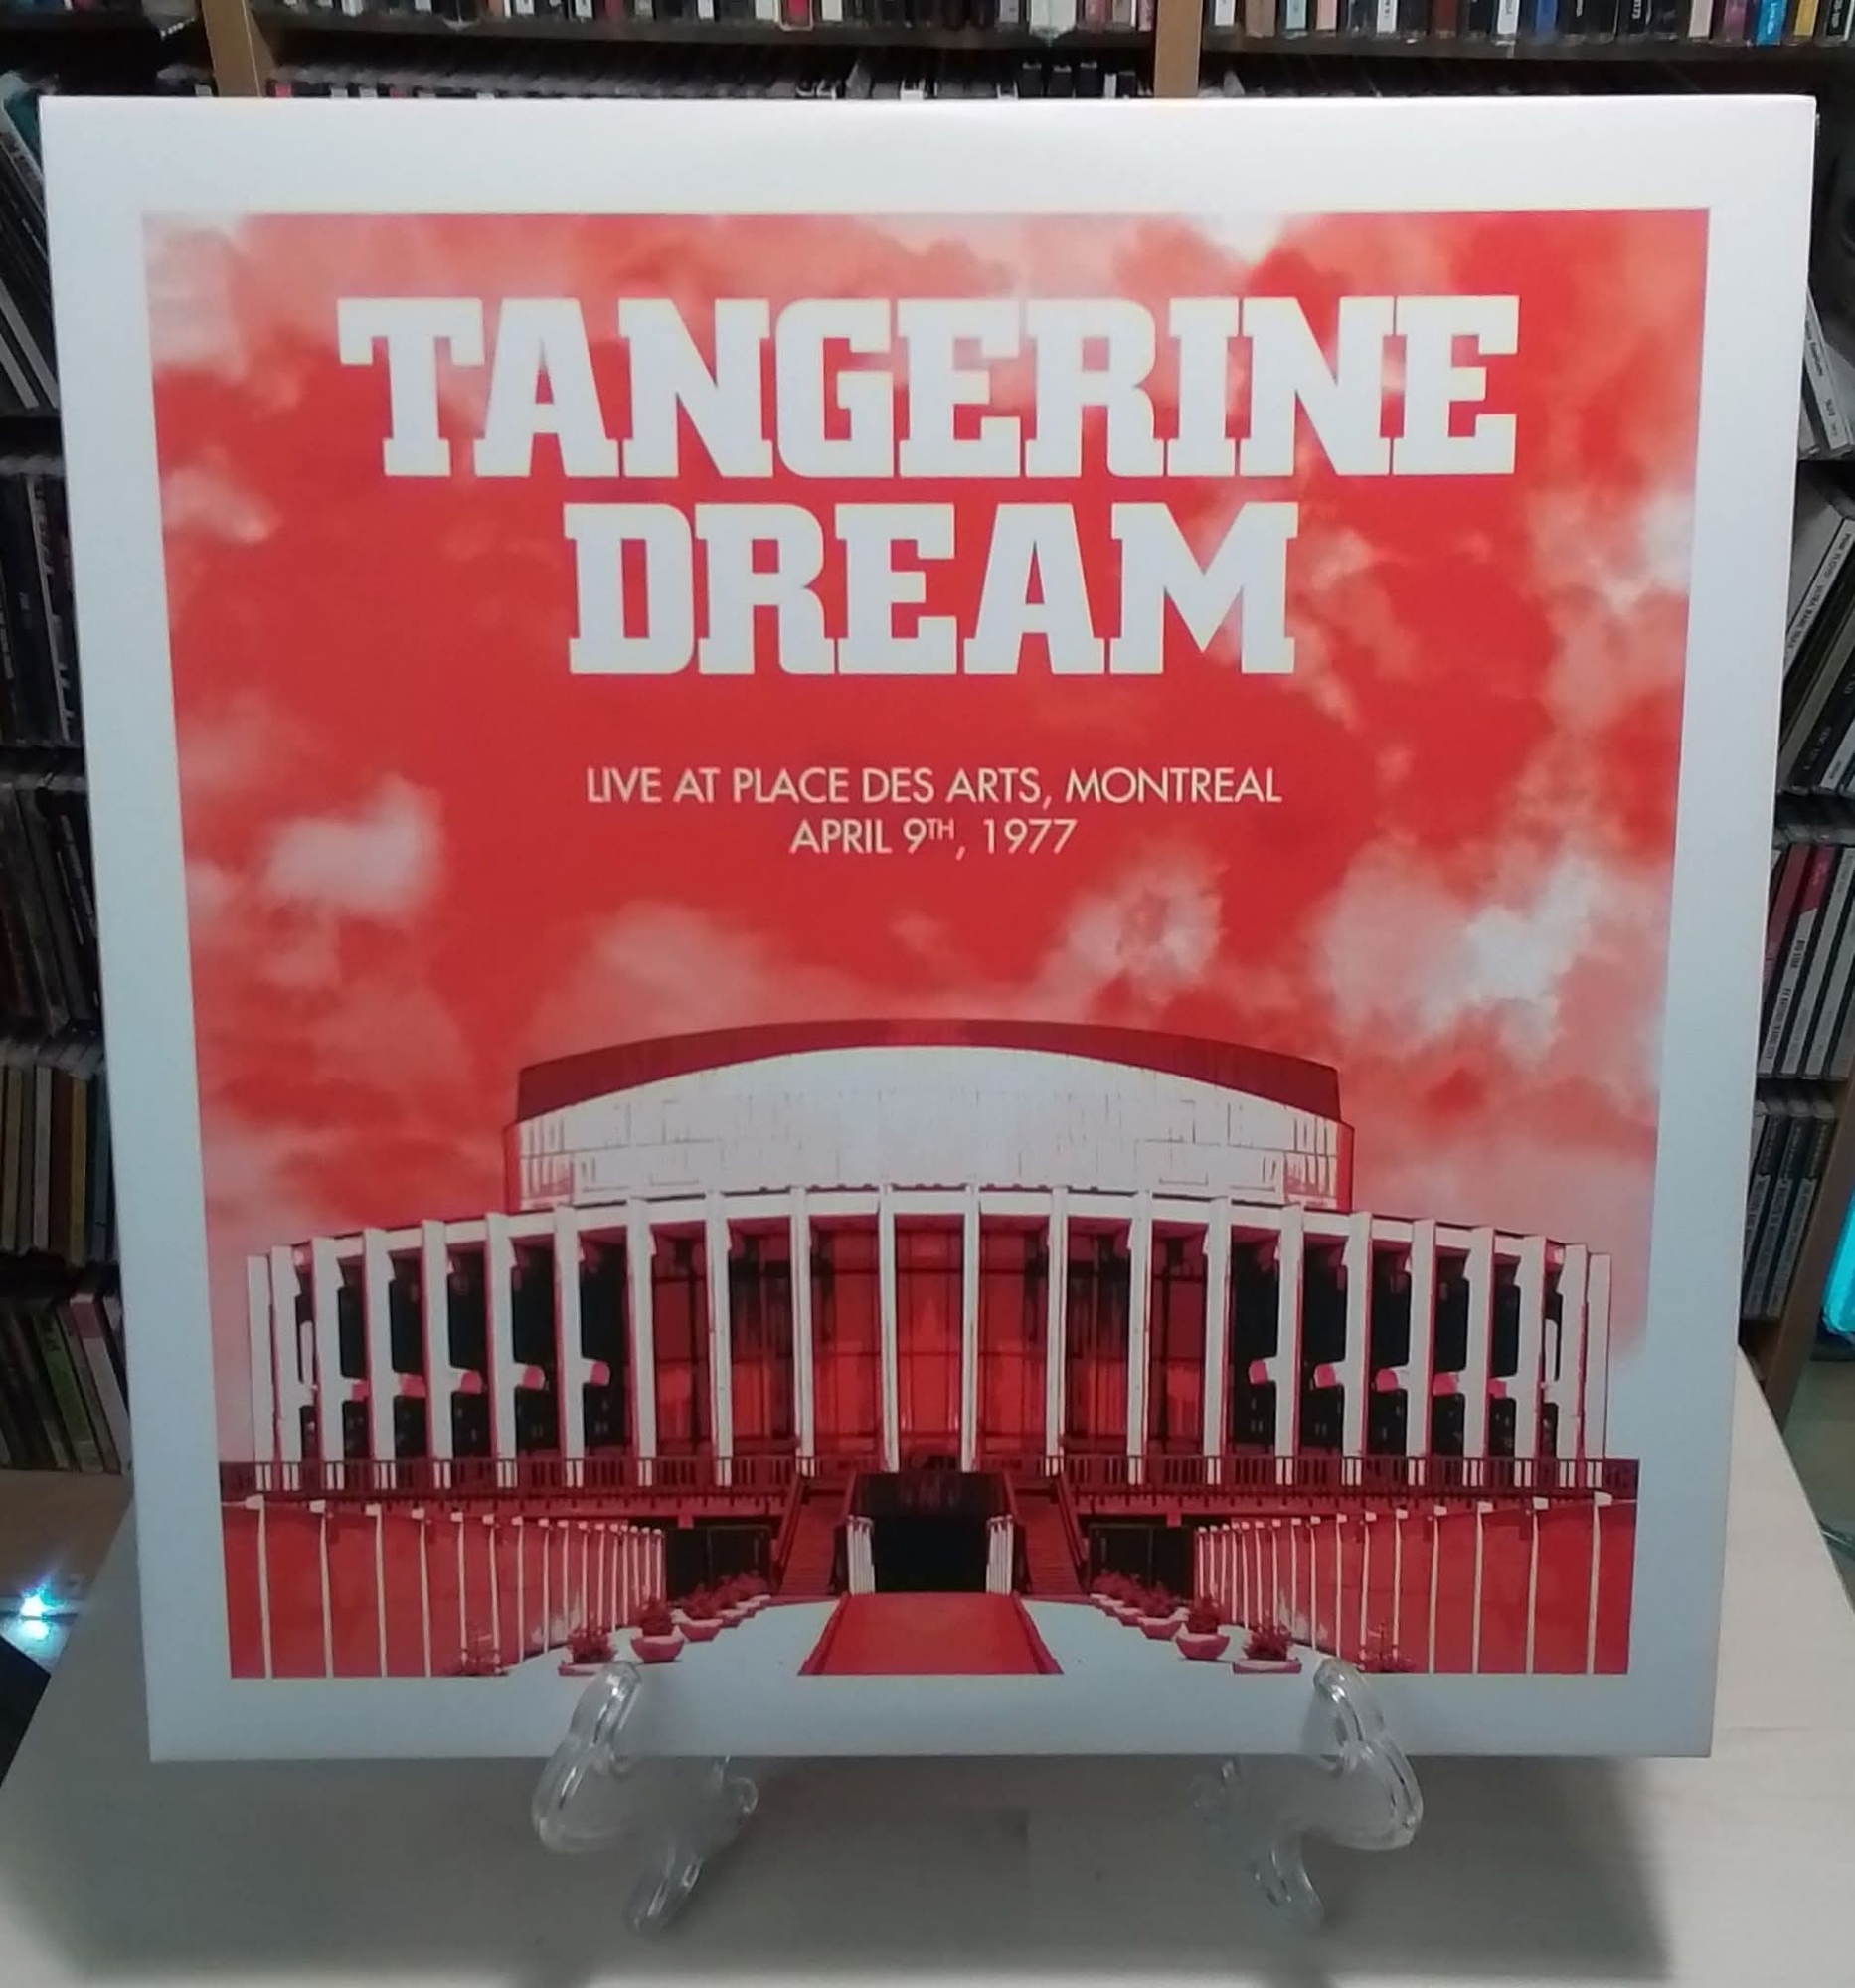 TANGERINE
DREAM
LIVE AT PLACE DES ARTS, MONTREAL
APRIL 9TH, 1977